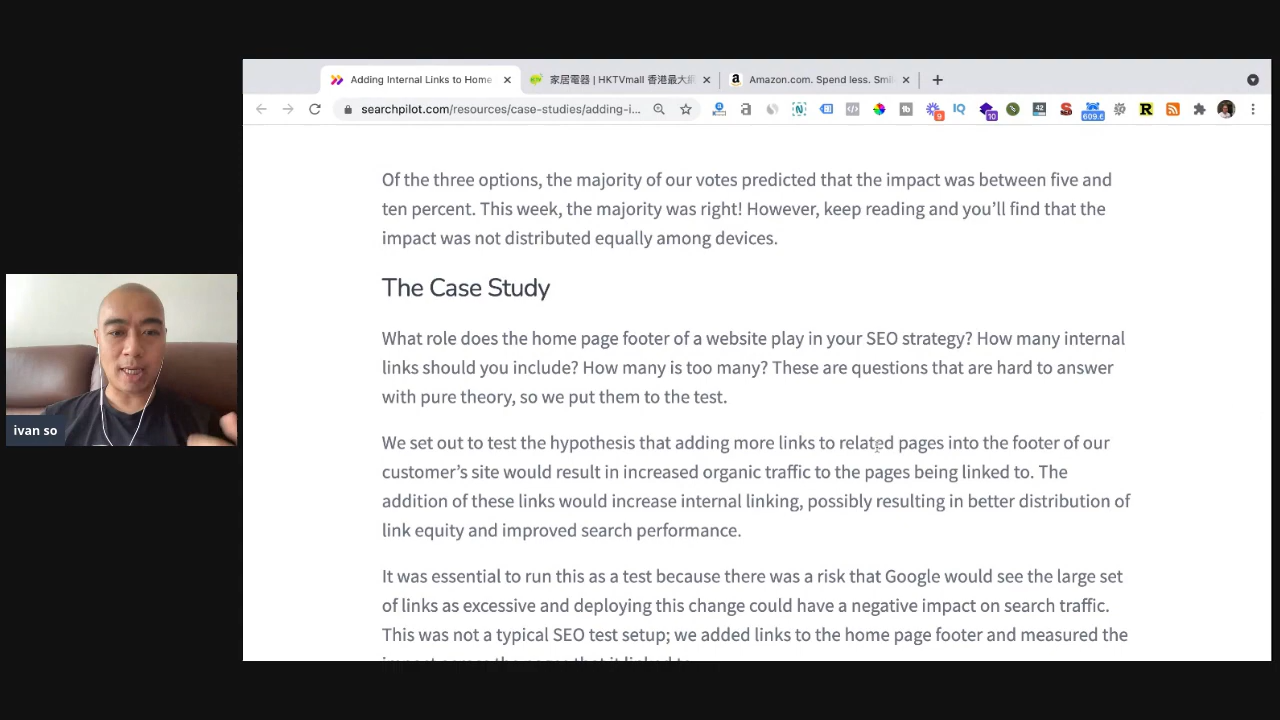 Adding Internal Links to Home
家居電器 | HKTVmall 香港最大
Amazon.com. Spend less. Smi
searchpilot.com/resources/case-studies/adding-i...
Of the three options, the majority of our votes predicted that the impact was between five and
ten percent. This week, the majority was right! However, keep reading and you’ll find that the
impact was not distributed equally among devices.
The Case Study
What role does the home page footer of a website play in your SEO strategy? How many internal
links should you include? How many is too many? These are questions that are hard to answer
with pure theory, so we put them to the test.
ivan so
We set out to test the hypothesis that adding more links to related pages into the footer of our
customer’s site would result in increased organic traffic to the pages being linked to. The
addition of these links would increase internal linking, possibly resulting in better distribution of
link equity and improved search performance.
It was essential to run this as a test because there was a risk that Google would see the large set
of links as excessive and deploying this change could have a negative impact on search traffic.
This was not a typical SEO test setup; we added links to the home page footer and measured the